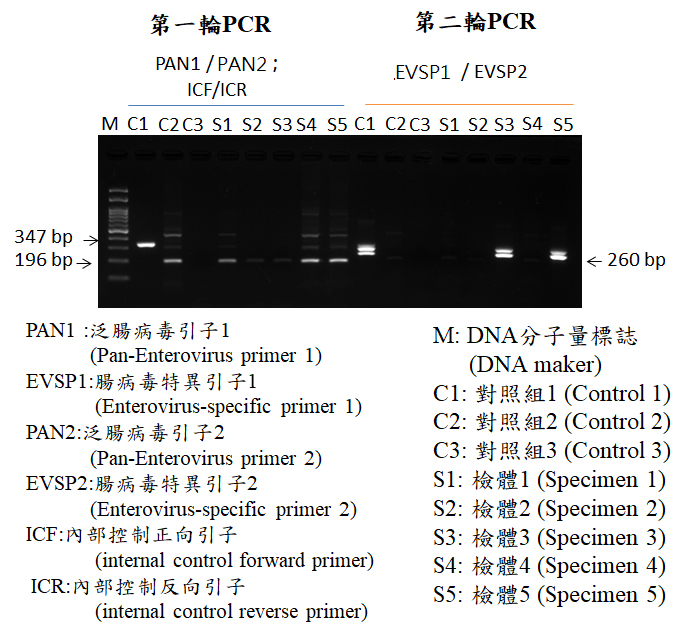 第一輪PCR
第二輪PCR
PAN1 / PAN2；
ICF/ICR
EVSP1 / EVSP2
M C1 C2 C3 S1 S2 S3 S4 S5 C1 C2 C3 S1 S2 S3 S4 S5
347 bp
196 bp
260 bp
PAN1 :泛腸病毒引子1
(Pan-Enterovirus primer 1)
EVSP1:腸病毒特異引子1
(Enterovirus-specific primer 1)
PAN2:泛腸病毒引子2
(Pan-Enterovirus primer 2)
EVSP2:腸病毒特異引子2
(Enterovirus-specific primer 2)
ICF:內部控制正向引子
(internal control forward primer)
ICR:內部控制反向引子
(internal control reverse primer)
M: DNA分子量標誌
(DNA maker)
C1: 對照組1 (Control 1)
C2: 對照組2 (Control 2)
C3: 對照組3 (Control 3)
S1: 檢體1 (Specimen 1)
S2: 檢體2 (Specimen 2)
S3: 檢體3 (Specimen 3)
S4: 檢體4 (Specimen 4)
S5: 檢體5 (Specimen 5)